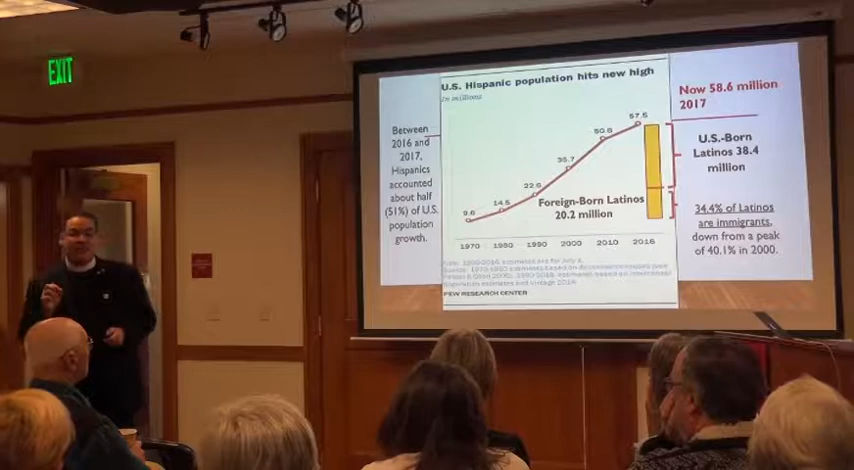 EXIT
U.S. Hispanic population hits new high
In millions
Between
2016 and
2017,
Hispanics
accounted
about half
(51%) of U.S.
population
growth.
9.6
14.5
22.6
35.7
50.8
57.5
Foreign-Born Latinos
20.2 million
1970 1980 1990 2000 2010 2016
PEW RESEARCH CENTER
Now 58.6 million
2017
U.S.-Born
Latinos 38.4
million
34.4% of Latinos
are immigrants,
down from a peak
of 40.1% in 2000.